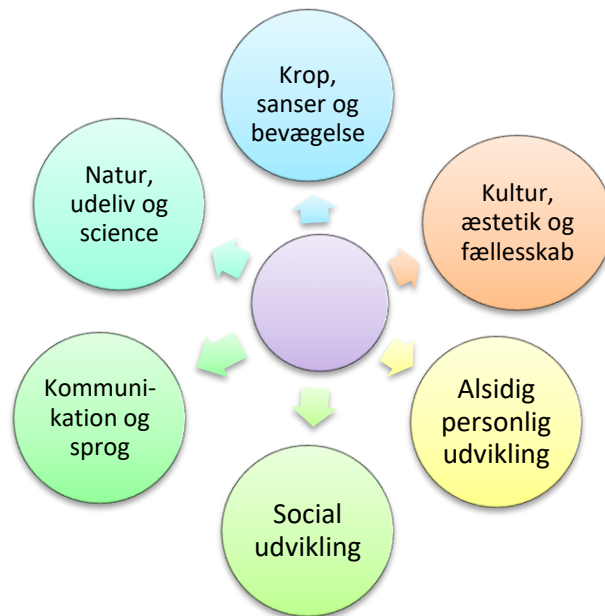 Krop,
sanser og
bevægelse
Kultur,
æstetik og
fællesskab
Alsidig
personlig
udvikling
Social
udvikling
Kommuni-
kation og
sprog
Natur,
udeliv og
science